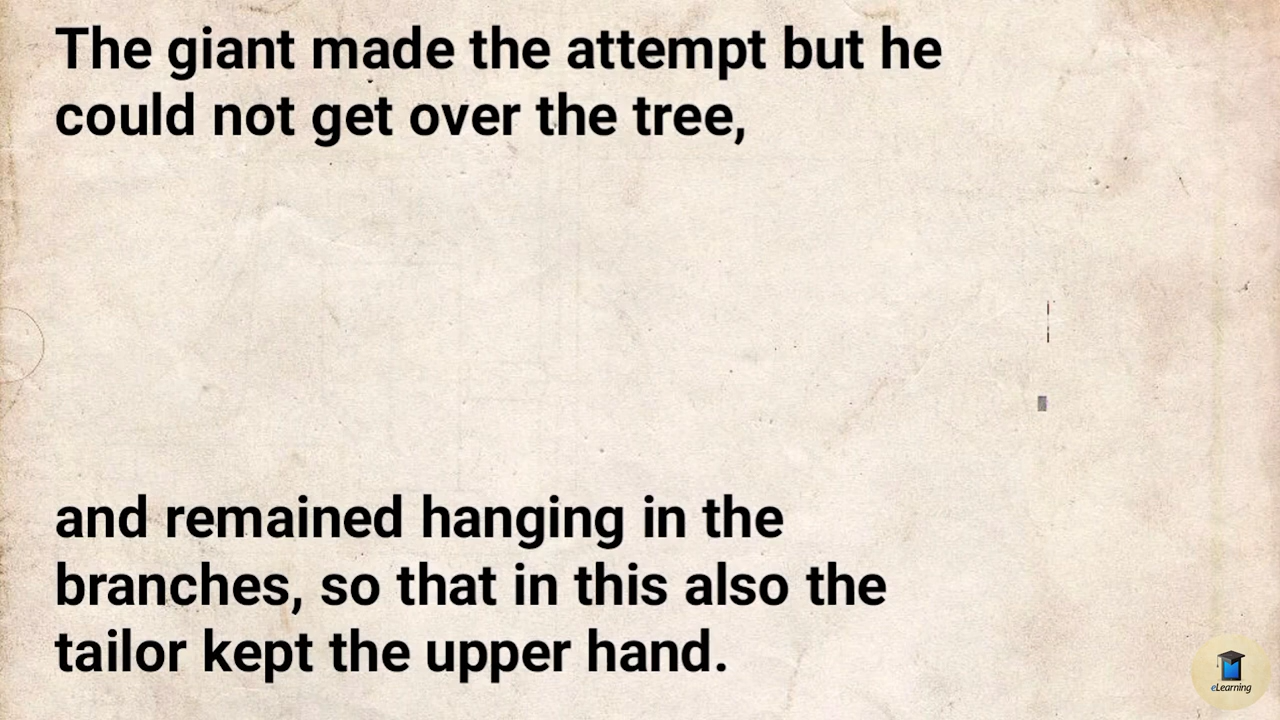 The giant made the attempt but he
could not get over the tree,
and remained hanging in the
branches, so that in this also the
tailor kept the upper hand.
eLearning